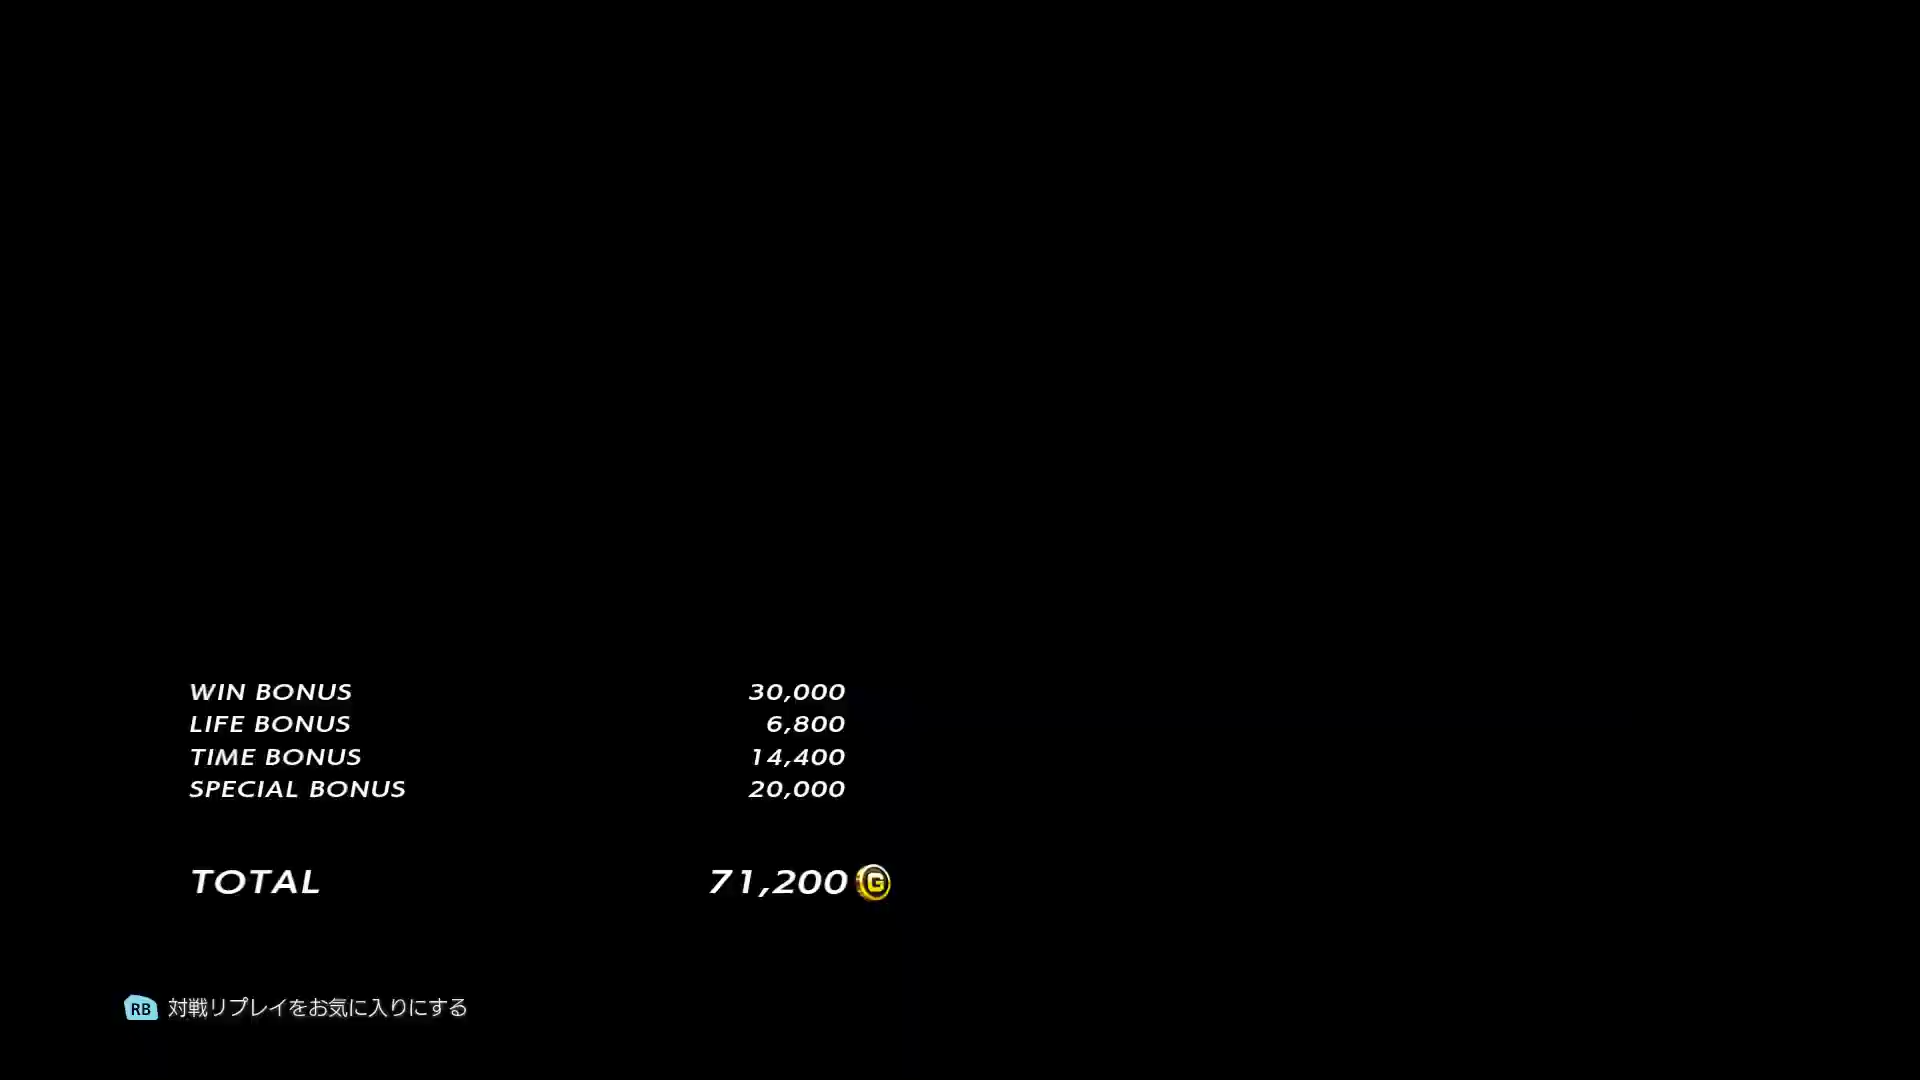 WIN BONUS 30,000
LIFE BONUS 6,800
TIME BONUS 14,400
SPECIAL BONUS 20,000
TOTAL 71,200 G
RB 対戦リプレイをお気に入りにする